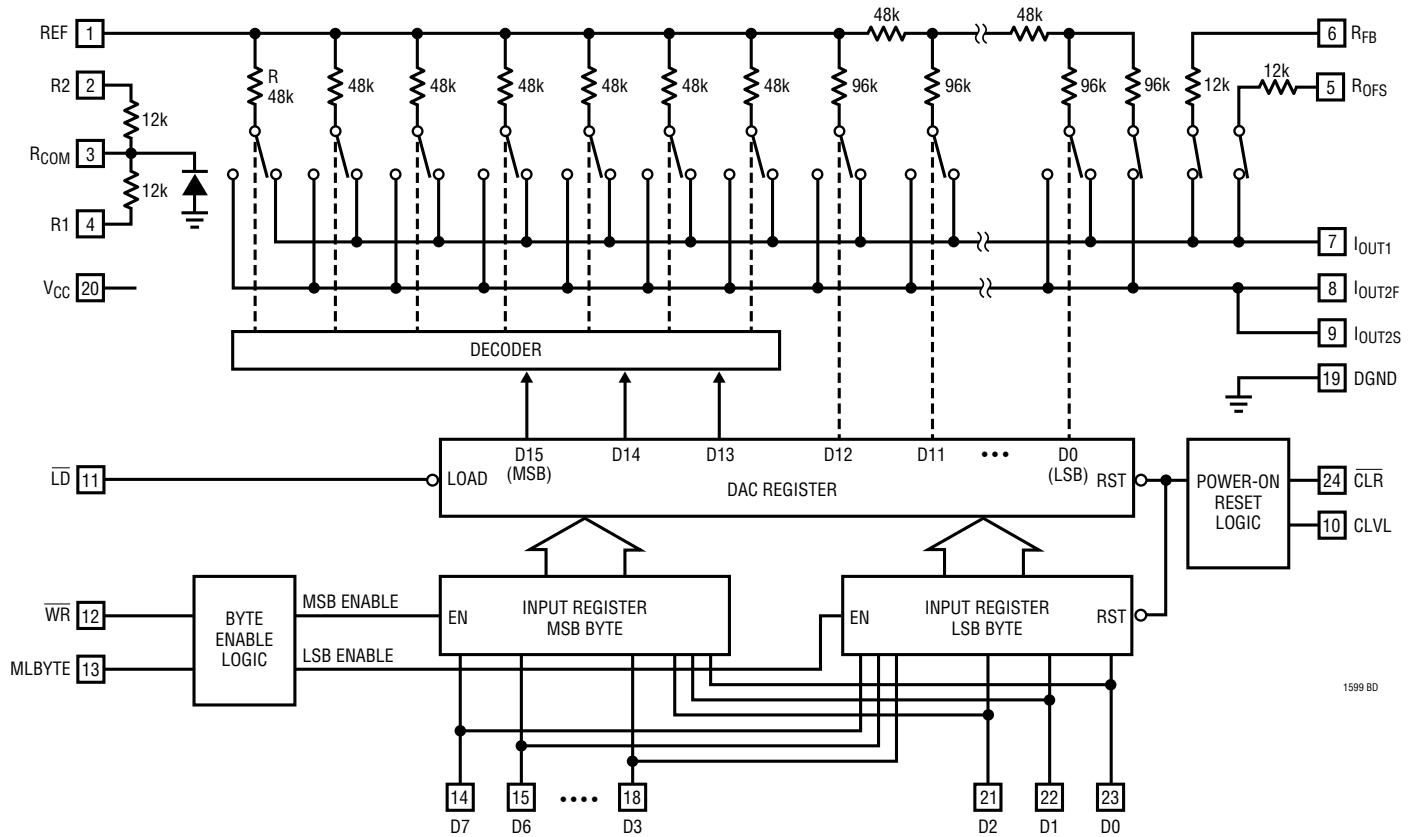 48k 48k
REF 1 6 RFB
R
48k 48k 48k 48k 48k 48k 48k 96k 96k 96k 96k 12k 12k
R2 2 5 ROFS
12k
RCOM 3
12k
R1 4
7 IOUT1
VCC 20 8 IOUT2F
9 IOUT2S
DECODER
19 DGND
D15 D14 D13 D12 D11 ••• D0
(MSB) (LSB)
LD 11 LOAD RST
DAC REGISTER
POWER-ON
RESET
LOGIC
24 CLR
10 CLVL
WR 12
MLBYTE 13
BYTE
ENABLE
LOGIC
MSB ENABLE
LSB ENABLE
EN INPUT REGISTER
MSB BYTE
EN INPUT REGISTER
LSB BYTE
RST
1599 BD
14 15 •••• 18 21 22 23
D7 D6 D3 D2 D1 D0